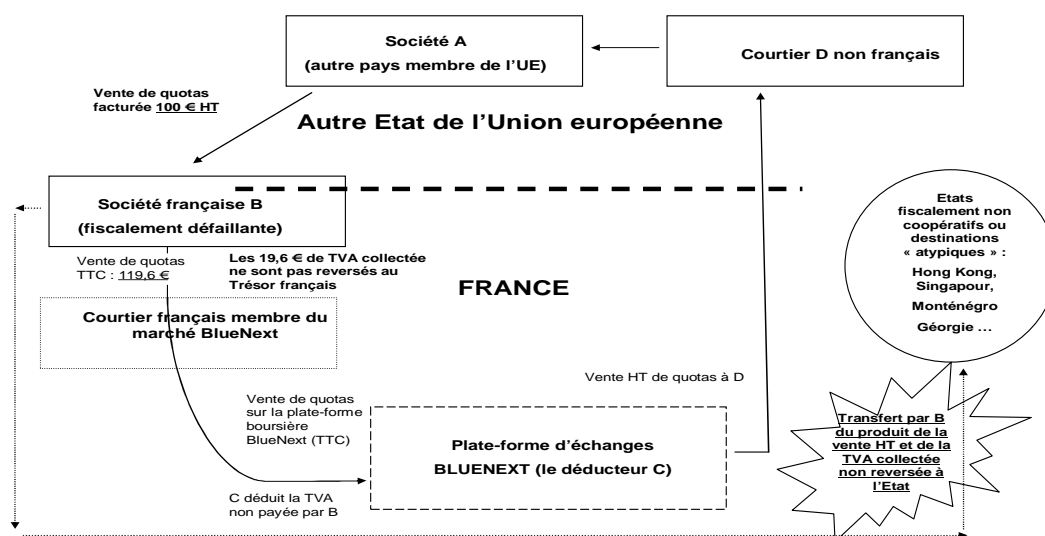 Société A
(autre pays membre de l'UE)
Courtier D non français
Vente de quotas
facturée 100 € HT
Autre Etat de l'Union européenne
Société française B
(fiscalement défaillante)
Vente de quotas
TTC : 119,6 €
Les 19,6 € de TVA collectée
ne sont pas reversés au
Trésor français
FRANCE
Courtier français membre du
marché BlueNext
Etats
fiscalement non
coopératifs ou
destinations
« atypiques » :
Hong Kong,
Singapour,
Monténégro
Géorgie …
Vente HT de quotas à D
Vente de quotas
sur la plate-forme
boursière
BlueNext (TTC)
Plate-forme d'échanges
BLUENEXT (le déducteur C)
C déduit la TVA
non payée par B
Transfert par B
du produit de la
vente HT et de la
TVA collectée
non reversée à
l'Etat